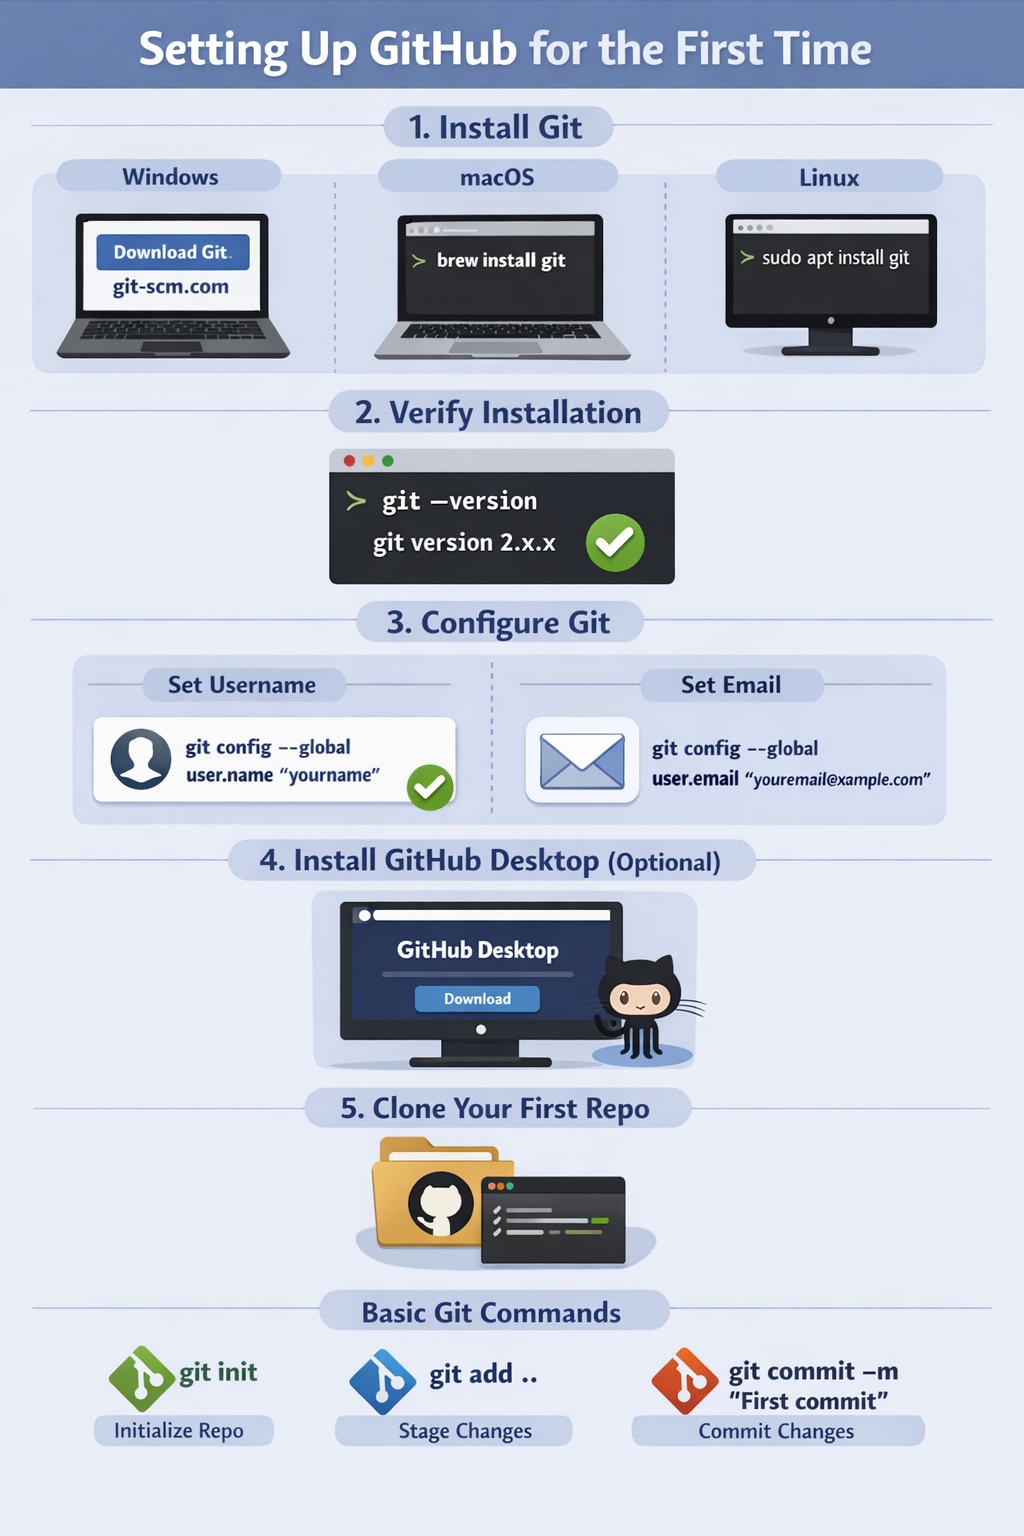 Setting Up GitHub for the First Time
1. Install Git
Windows
macOS
Linux
Download Git.
git-scm.com
> brew install git
> sudo apt install git
2. Verify Installation
> git –version
git version 2.x.x
3. Configure Git
Set Username
Set Email
git config --global
user.name “yourname”
git config --global
user.email “youremail@example.com”
4. Install GitHub Desktop (Optional)
GitHub Desktop
Download
5. Clone Your First Repo
Basic Git Commands
git init
git add ..
git commit –m
”First commit”
Initialize Repo
Stage Changes
Commit Changes